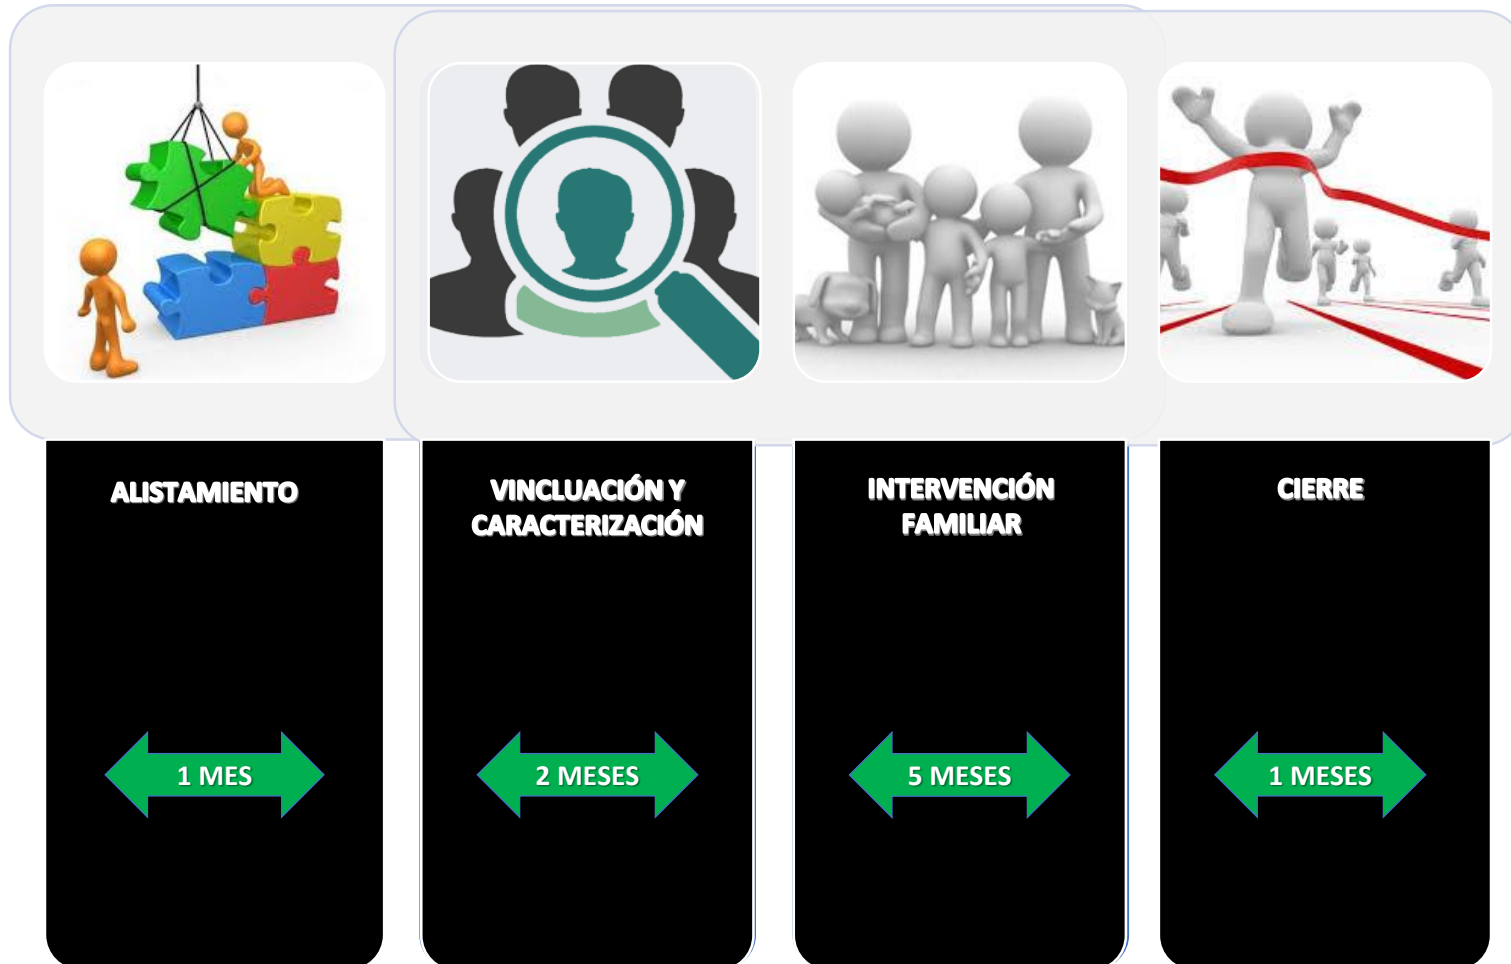 ALISTAMIENTO
VINCLUACIÓN Y
CARACTERIZACIÓN
INTERVENCIÓN
FAMILIAR
CIERRE
1 MES
2 MESES
5 MESES
1 MESES